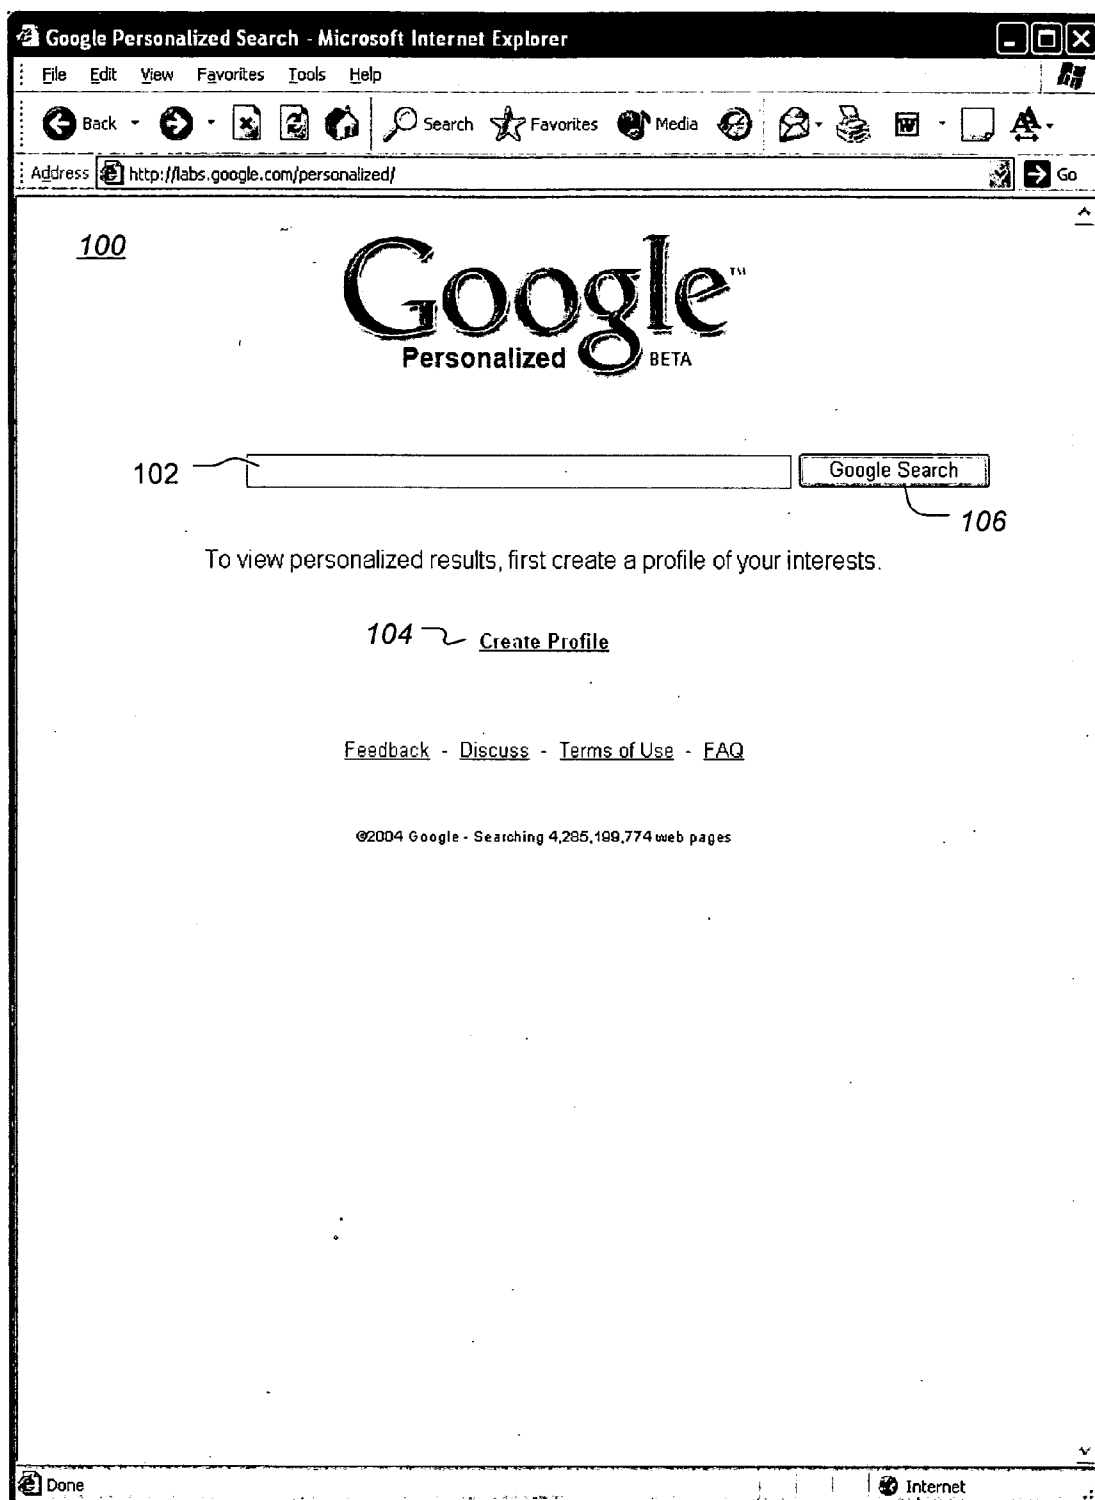 Google Personalized Search - Microsoft Internet Explorer
File Edit View Favorites Tools Help
Back Search Favorites Media W A
Address http://labs.google.com/personalized/ Go
100
Google TM
Personalized BETA
102 Google Search
106
To view personalized results, first create a profile of your interests.
104 Create Profile
Feedback - Discuss - Terms of Use - FAQ
©2004 Google - Searching 4,285,199,774 web pages
Done Internet